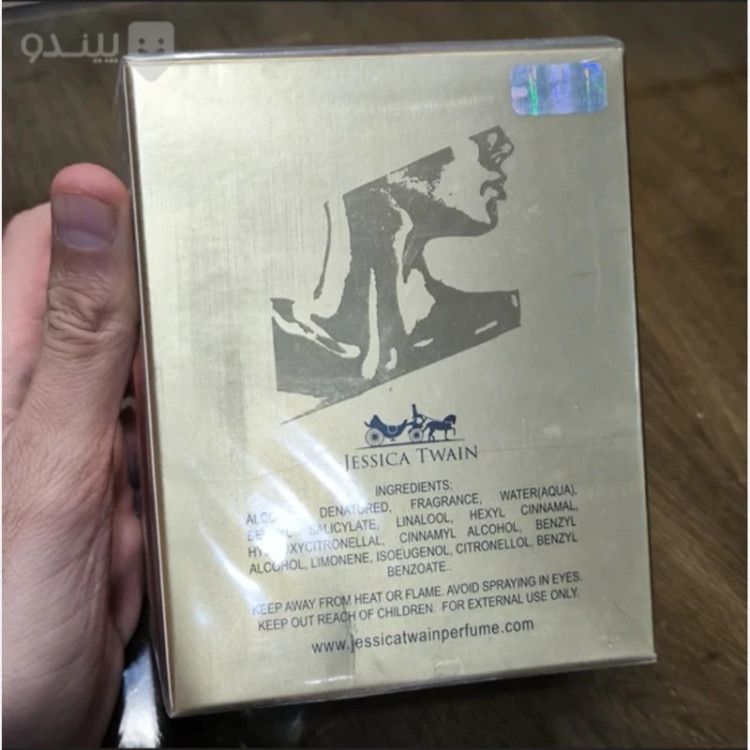 پیندو
JESSICA TWAIN
INGREDIENTS;
DENATURED, FRAGRANCE, WATER(AQUA),
SALICYLATE, LINALOOL, HEXYL CINNAMAL,
CINNAMYL ALCOHOL, BENZYL
ALCOHOL, LIMONENE, ISOEUGENOL, CITRONELLOL, BENZYL
BENZOATE..
KEEP AWAY FROM HEAT OR FLAME. AVOID SPRAYING IN EYES.
KEEP OUT REACH OF CHILDREN. FOR EXTERNAL USE ONLY.
www.jessicatwainperfume.com